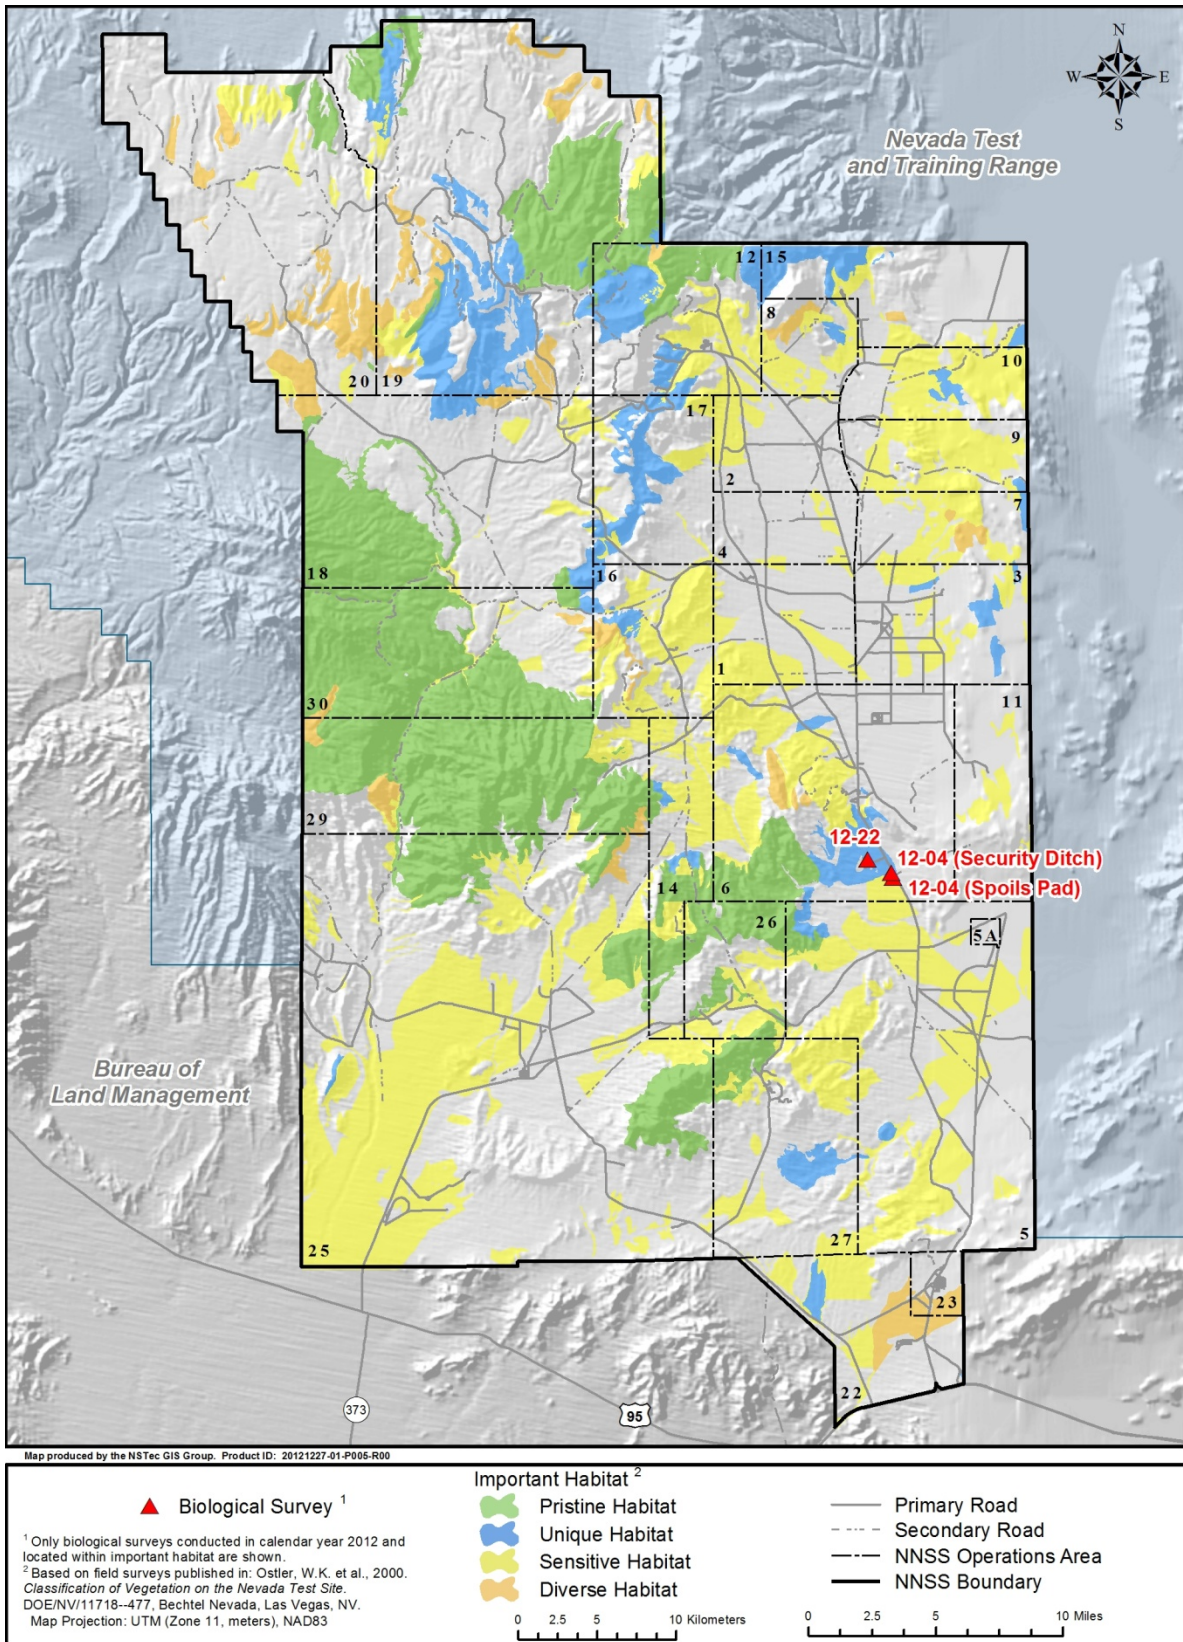 N
W E
S
Nevada Test
and Training Range
12 15
8
10
20 19
17
9
2
7
4
18
16
3
1
30
11
29
12-22
12-04 (Security Ditch)
12-04 (Spoils Pad)
14
6
26
5A
Bureau of
Land Management
25
27
5
23
22
373
95
Map produced by the NSTec GIS Group. Product ID: 20121227-01-P005-R00
Biological Survey 1
1 Only biological surveys conducted in calendar year 2012 and
located within important habitat are shown.
2 Based on field surveys published in: Ostler, W.K. et al., 2000.
Classification of Vegetation on the Nevada Test Site.
DOE/NV/11718--477, Bechtel Nevada, Las Vegas, NV.
Map Projection: UTM (Zone 11, meters), NAD83
Important Habitat 2
Pristine Habitat
Unique Habitat
Sensitive Habitat
Diverse Habitat
0 2.5 5 10 Kilometers
Primary Road
Secondary Road
NNSS Operations Area
NNSS Boundary
0 2.5 5 10 Miles